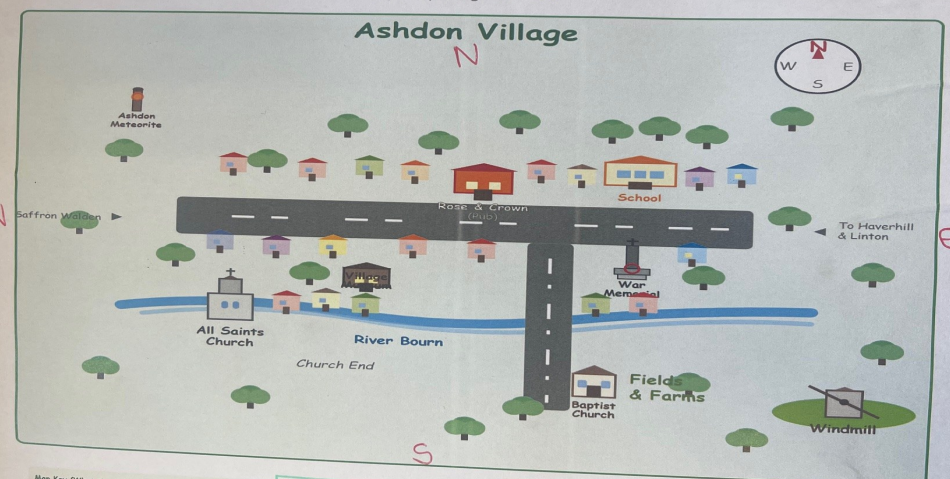 Ashdon Village
N
N
W E
S
Ashdon
Meteorite
Rose & Crown
(Pub)
School
Saffron Walden
To Haverhill
& Linton
Village
War
Memorial
All Saints
Church
River Bourn
Church End
Fields
& Farms
Baptist
Church
Windmill
S